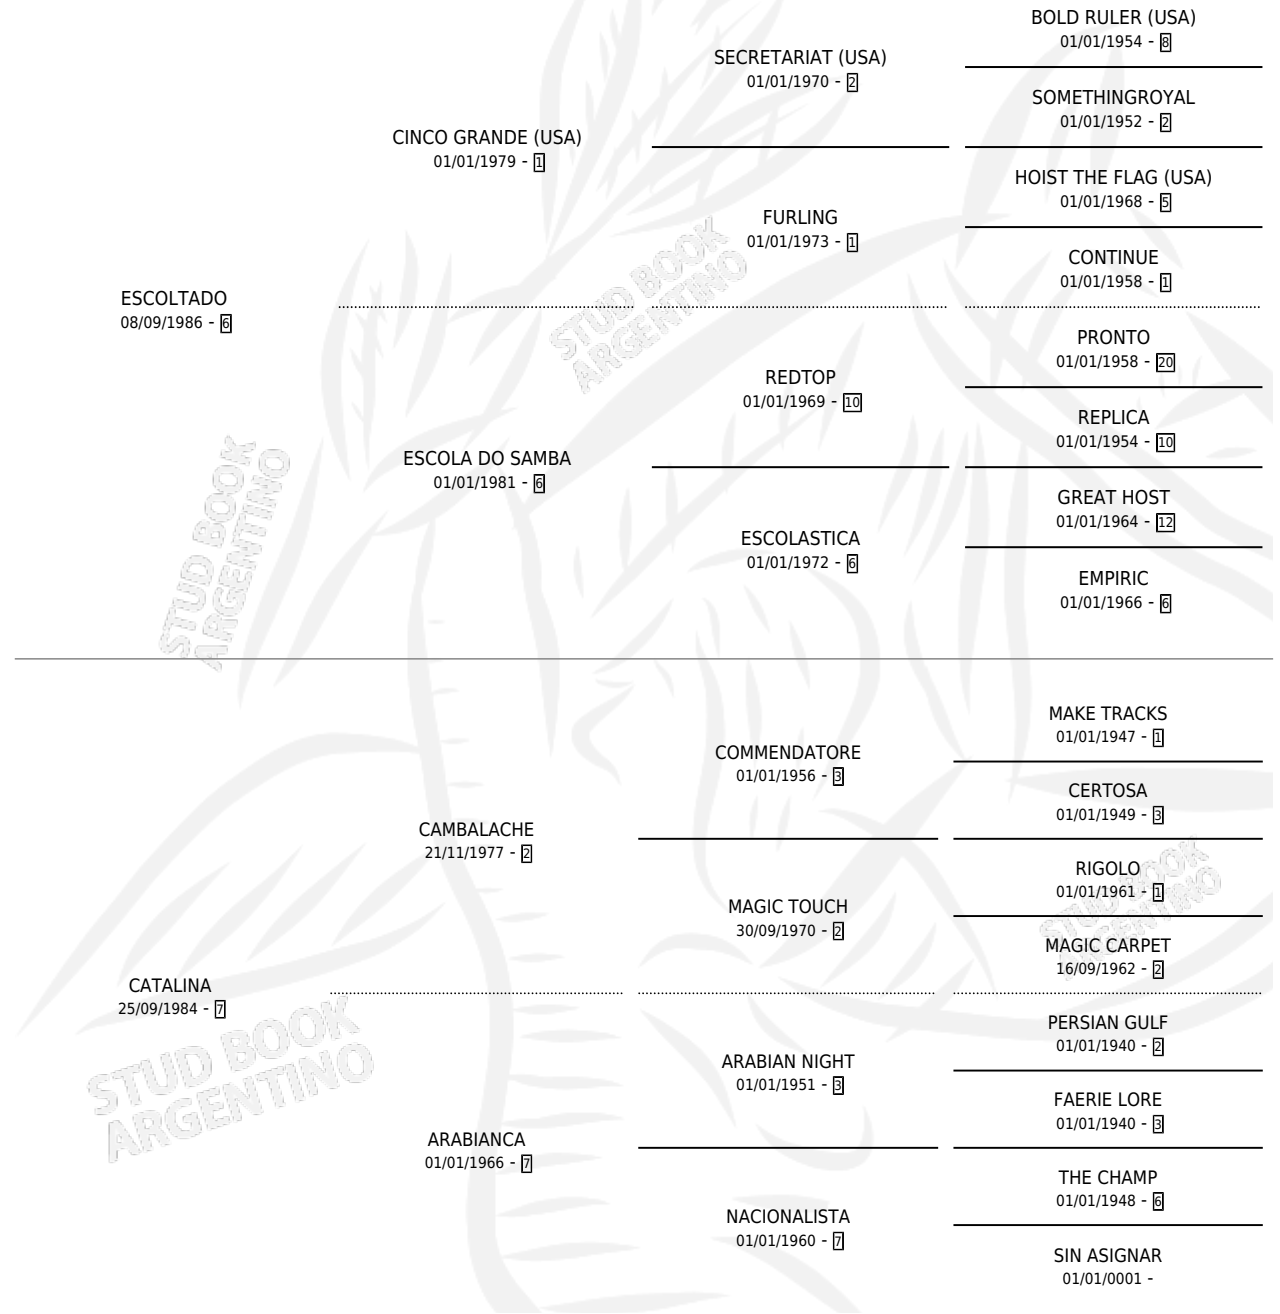 BOLD RULER (USA)
01/01/1954 - 8
SECRETARIAT (USA)
01/01/1970 - 2
SOMETHINGROYAL
01/01/1952 - 2
CINCO GRANDE (USA)
01/01/1979 - 1
HOIST THE FLAG (USA)
01/01/1968 - 5
FURLING
01/01/1973 - 1
CONTINUE
01/01/1958 - 1
ESCOLTADO
08/09/1986 - 6
PRONTO
01/01/1958 - 20
REDTOP
01/01/1969 - 10
REPLICA
01/01/1954 - 10
ESCOLA DO SAMBA
01/01/1981 - 6
GREAT HOST
01/01/1964 - 12
ESCOLASTICA
01/01/1972 - 6
EMPIRIC
01/01/1966 - 6
STUD BOOK
ARGENTINO
STUD BOOK
ARGENTINO
MAKE TRACKS
01/01/1947 - 1
COMMENDATORE
01/01/1956 - 3
CERTOSA
01/01/1949 - 3
CAMBALACHE
21/11/1977 - 2
RIGOLO
01/01/1961 - 1
MAGIC TOUCH
30/09/1970 - 2
MAGIC CARPET
16/09/1962 - 2
CATALINA
25/09/1984 - 7
PERSIAN GULF
01/01/1940 - 2
ARABIAN NIGHT
01/01/1951 - 3
FAERIE LORE
01/01/1940 - 3
ARABIANCA
01/01/1966 - 7
THE CHAMP
01/01/1948 - 6
NACIONALISTA
01/01/1960 - 7
SIN ASIGNAR
01/01/0001 -
STUD BOOK
ARGENTINO
STUD BOOK
ARGENTINO